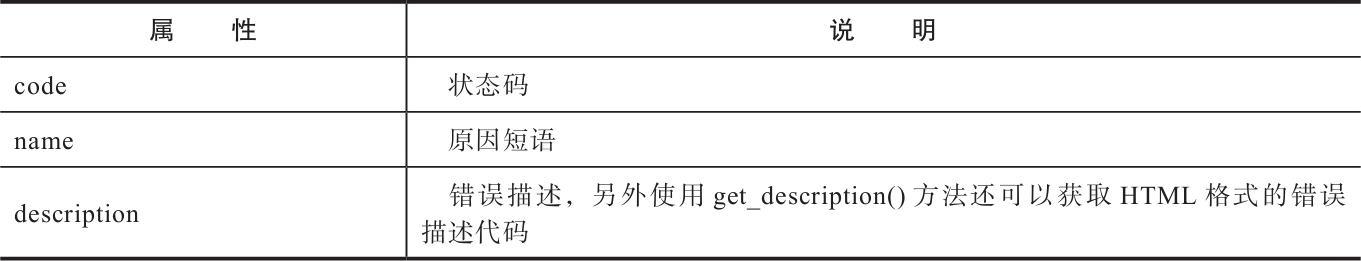 属 性 说 明
code 状态码
name 原因短语
description 错误描述，另外使用 get_description() 方法还可以获取 HTML 格式的错误
描述代码